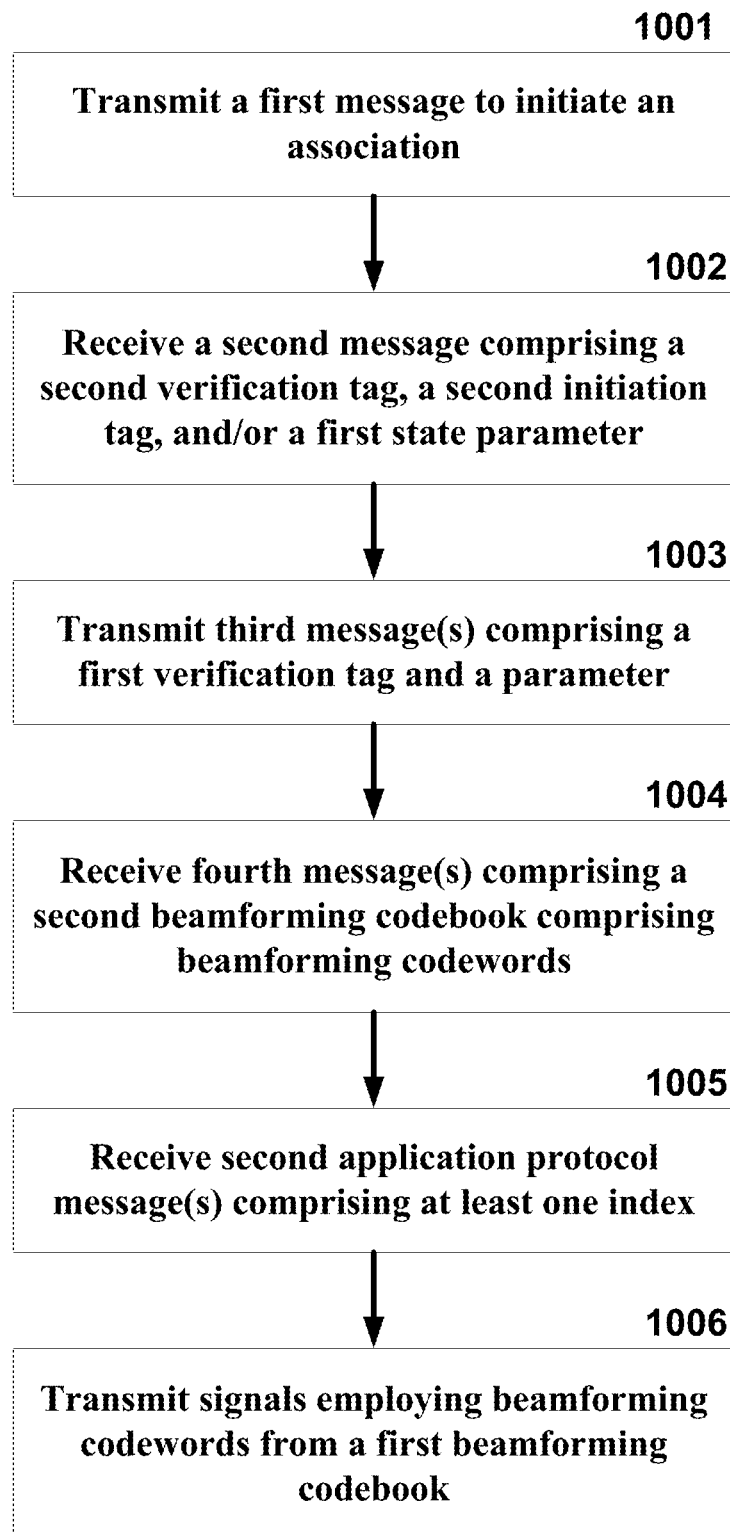 1001
Transmit a first message to initiate an
association
1002
Receive a second message comprising a
second verification tag, a second initiation
tag, and/or a first state parameter
1003
Transmit third message(s) comprising a
first verification tag and a parameter
1004
Receive fourth message(s) comprising a
second beamforming codebook comprising
beamforming codewords
1005
Receive second application protocol
message(s) comprising at least one index
1006
Transmit signals employing beamforming
codewords from a first beamforming
codebook